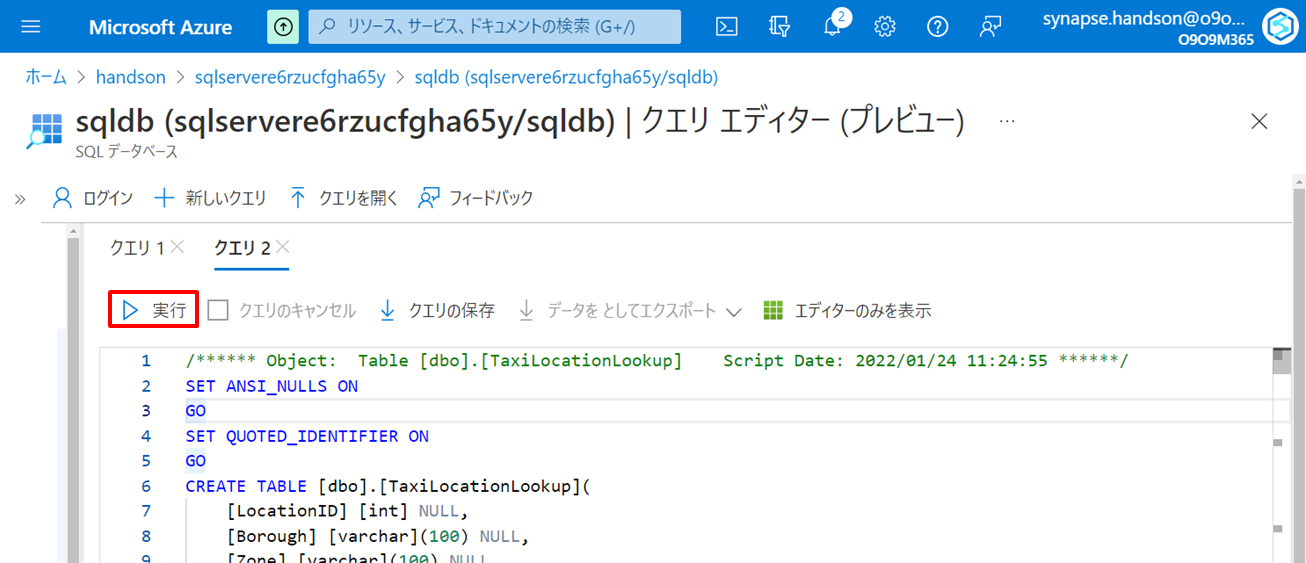 Microsoft Azure
リソース、サービス、ドキュメントの検索 (G+/)
2
synapse.handson@o9o...
O9O9M365
ホーム > handson > sqlservere6rzucfgha65y > sqldb (sqlservere6rzucfgha65y/sqldb)
sqldb (sqlservere6rzucfgha65y/sqldb) | クエリ エディター (プレビュー) ...
SQL データベース
ログイン 新しいクエリ クエリを開く フィードバック
クエリ 1 クエリ 2
実行 クエリのキャンセル クエリの保存 データを としてエクスポート エディターのみを表示
1 /****** Object:  Table [dbo].[TaxiLocationLookup]    Script Date: 2022/01/24 11:24:55 ******/
2 SET ANSI_NULLS ON
3 GO
4 SET QUOTED_IDENTIFIER ON
5 GO
6 CREATE TABLE [dbo].[TaxiLocationLookup](
7 [LocationID] [int] NULL,
8 [Borough] [varchar](100) NULL,
9 [Zone] [varchar](100) NULL